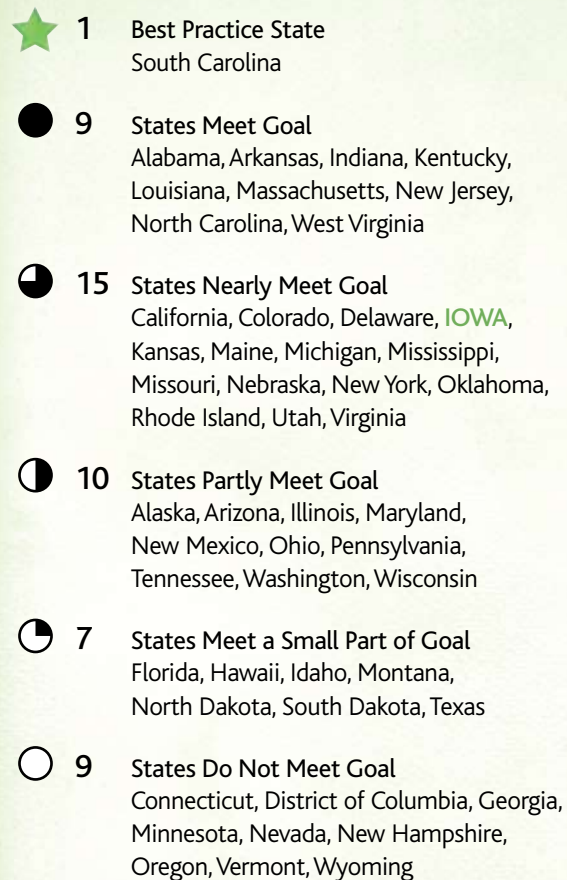 1 Best Practice State
South Carolina
9 States Meet Goal
Alabama, Arkansas, Indiana, Kentucky,
Louisiana, Massachusetts, New Jersey,
North Carolina, West Virginia
15 States Nearly Meet Goal
California, Colorado, Delaware, IOWA,
Kansas, Maine, Michigan, Mississippi,
Missouri, Nebraska, New York, Oklahoma,
Rhode Island, Utah, Virginia
10 States Partly Meet Goal
Alaska, Arizona, Illinois, Maryland,
New Mexico, Ohio, Pennsylvania,
Tennessee, Washington, Wisconsin
7 States Meet a Small Part of Goal
Florida, Hawaii, Idaho, Montana,
North Dakota, South Dakota, Texas
9 States Do Not Meet Goal
Connecticut, District of Columbia, Georgia,
Minnesota, Nevada, New Hampshire,
Oregon, Vermont, Wyoming